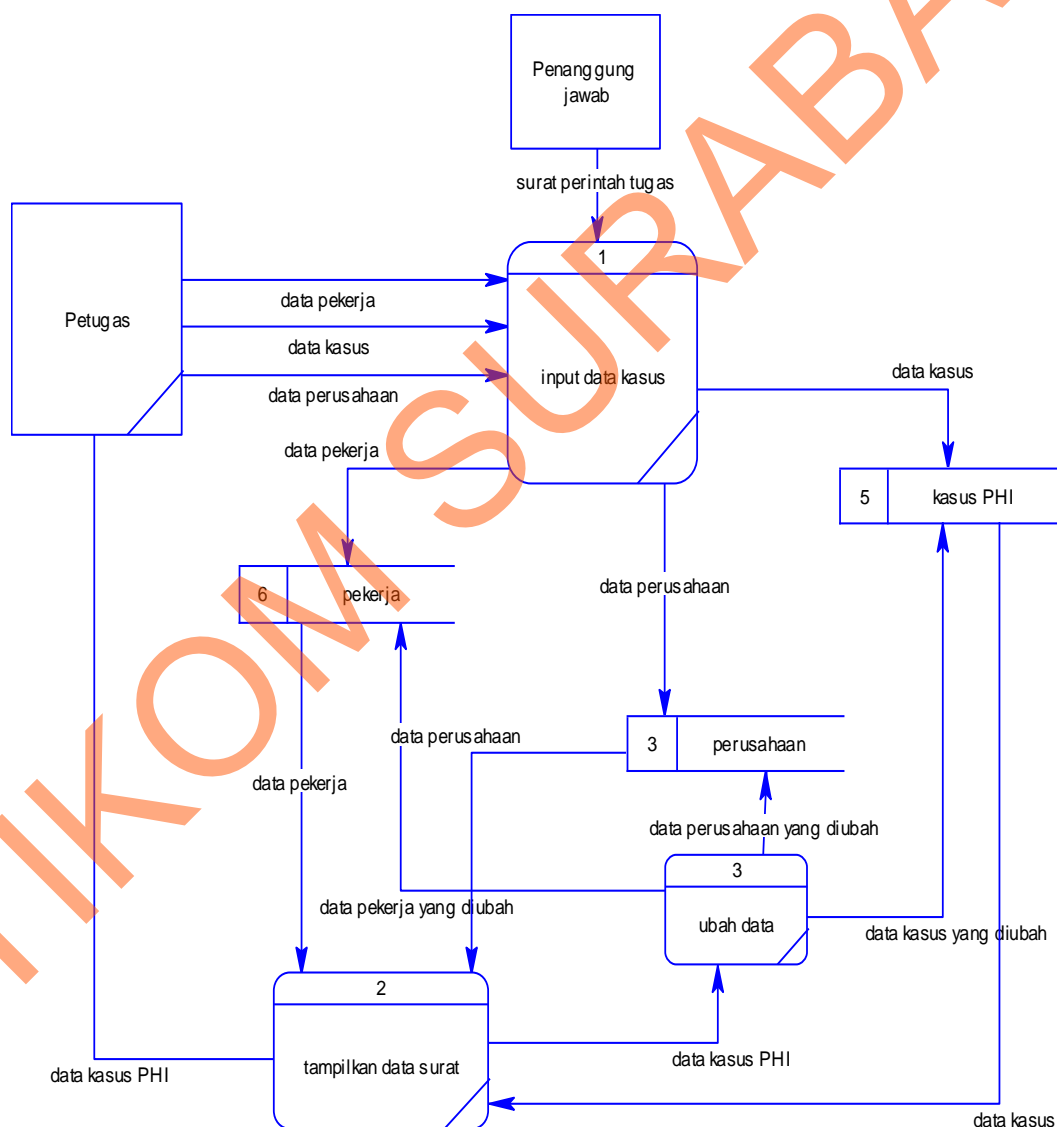 Penanggung
jawab
surat perintah tugas
1
input data kasus
Petugas
data pekerja
data kasus
data perusahaan
data kasus
data pekerja
5
kasus PHI
6
pekerja
data perusahaan
3
perusahaan
data perusahaan
data pekerja
data perusahaan yang diubah
3
ubah data
data pekerja yang diubah
data kasus yang diubah
2
tampilkan data surat
data kasus PHI
data kasus PHI
data kasus
IKOM SURABA